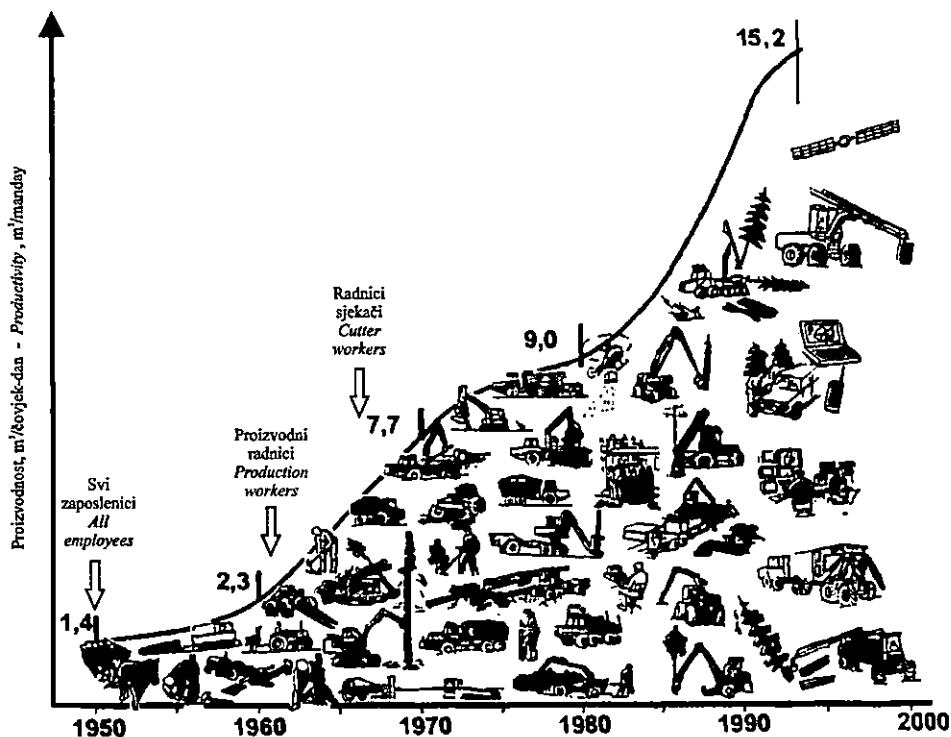 Proizvodnost, m³/čovjek-dan - Productivity, m³/manday
15,2
Radnici
sjekači
Cutter
workers
9,0
7,7
Proizvodni
radnici
Production
workers
Svi
zaposlenici
All
employees
2,3
1,4
1950 1960 1970 1980 1990 2000